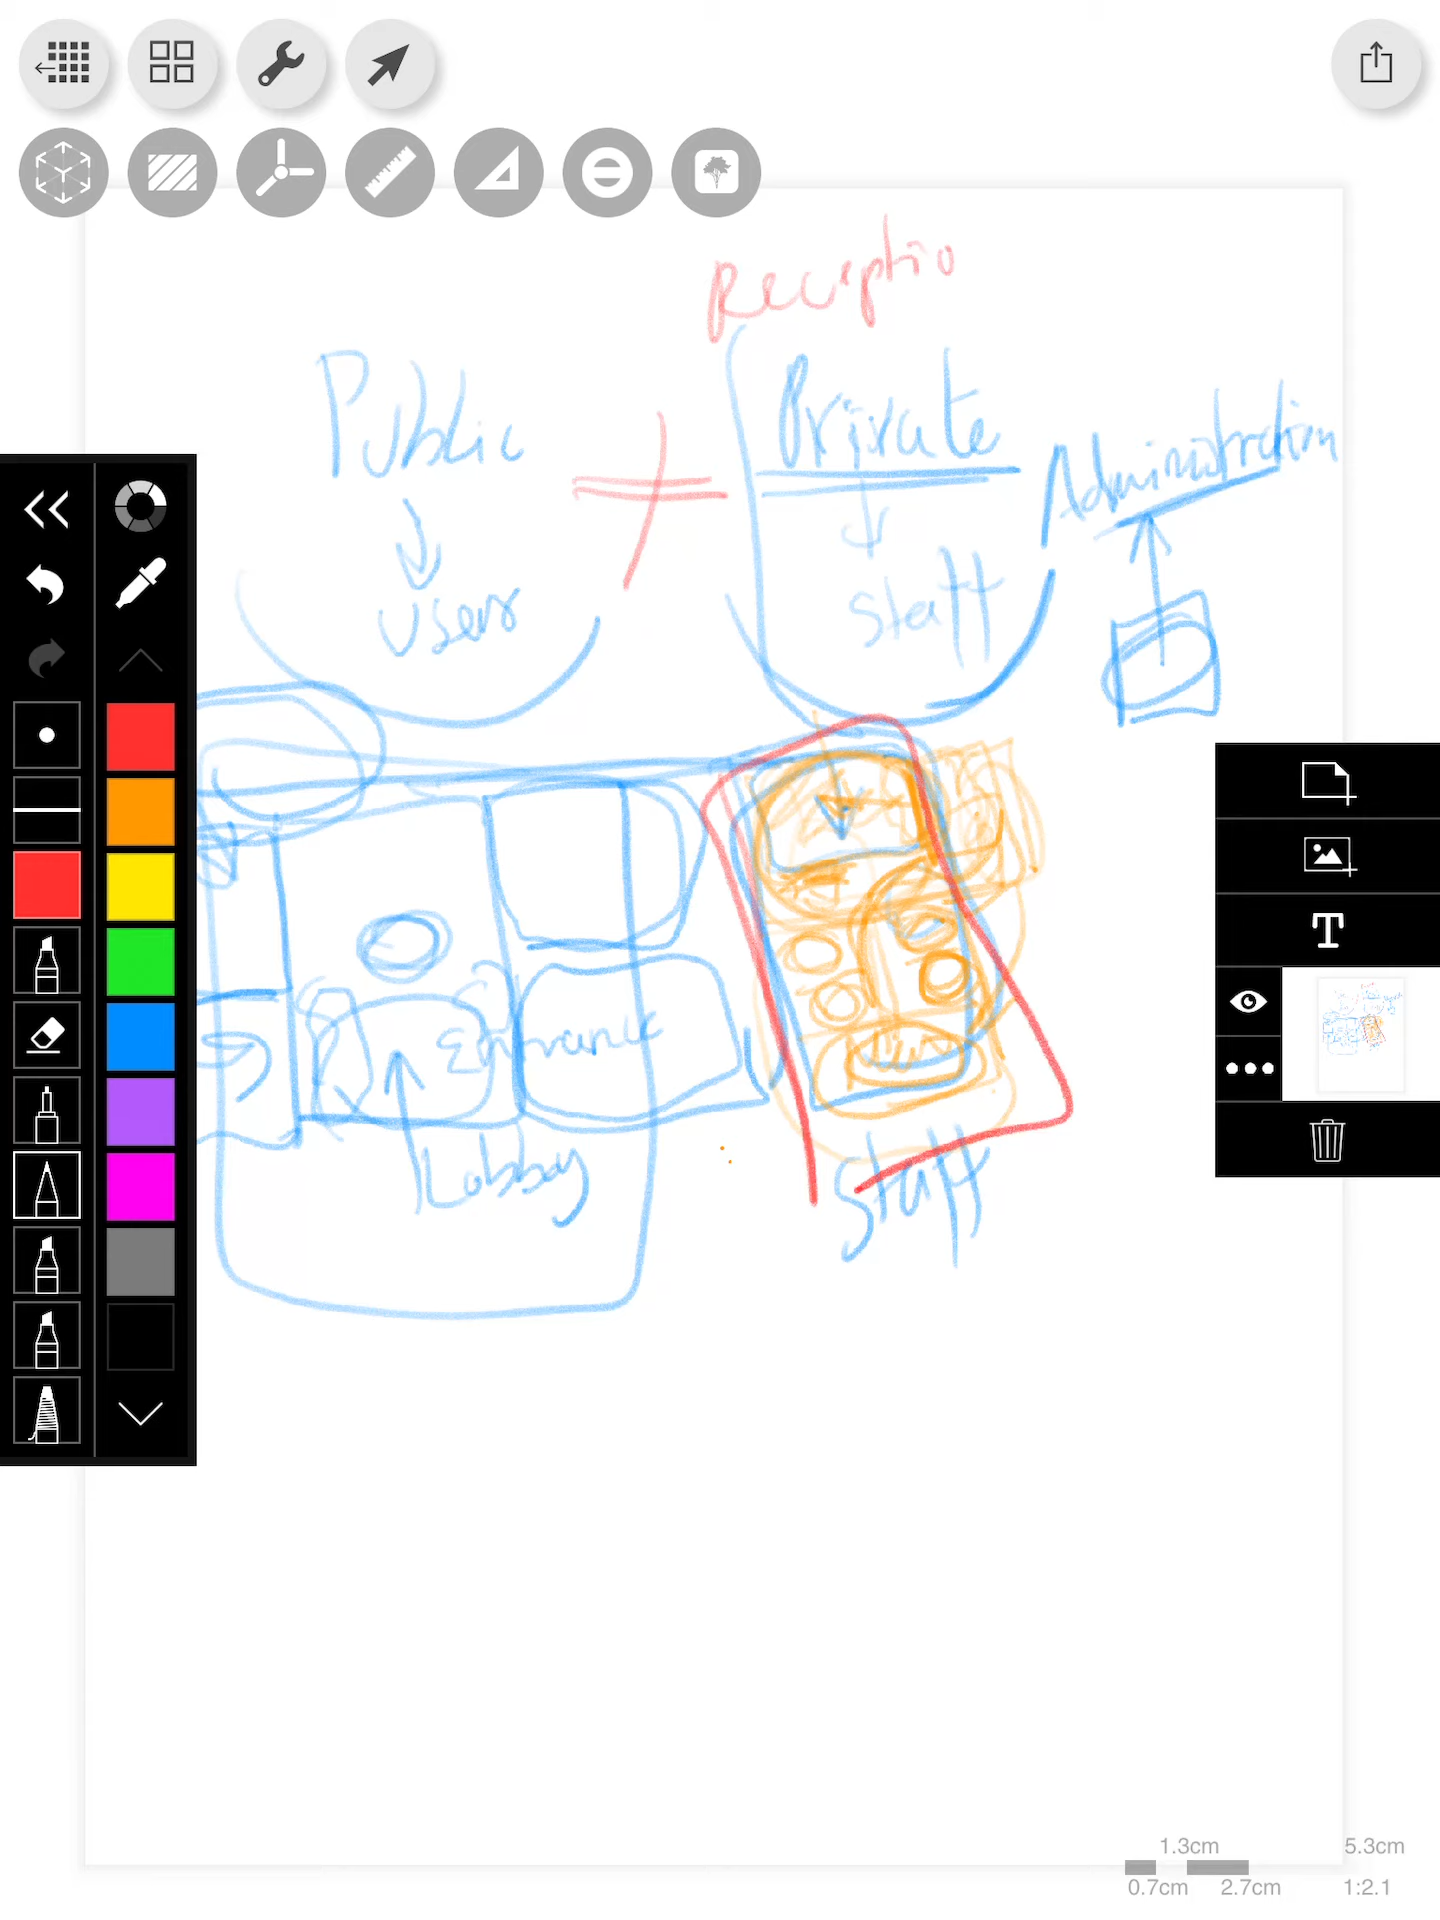 Receptio
Public
Private
Administration
Users
Staff
Entrance
Lobby
Staff
1.3cm
5.3cm
0.7cm
2.7cm
1:2.1